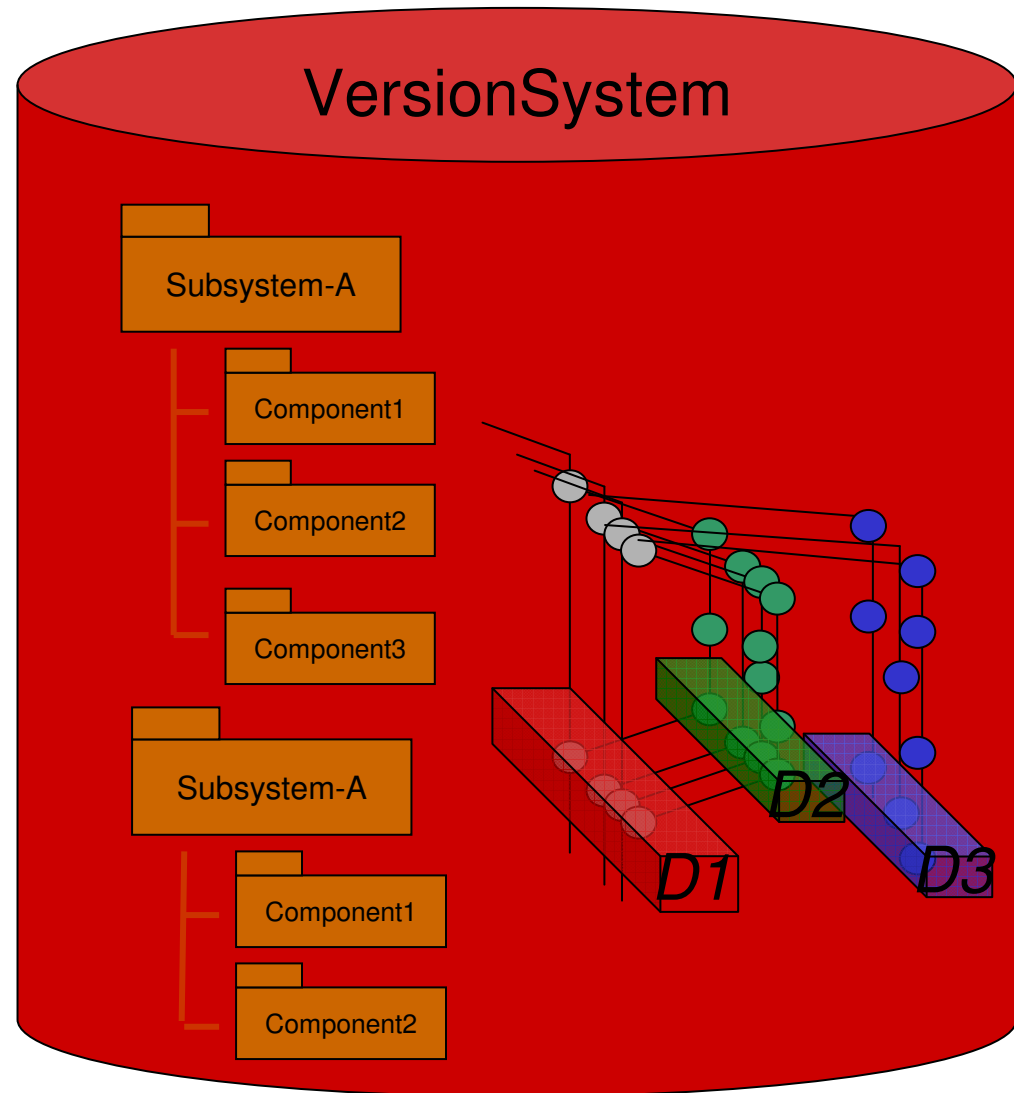 VersionSystem
Subsystem-A
Component1
Component2
Component3
Subsystem-A
Component1
Component2
D1
D2
D3